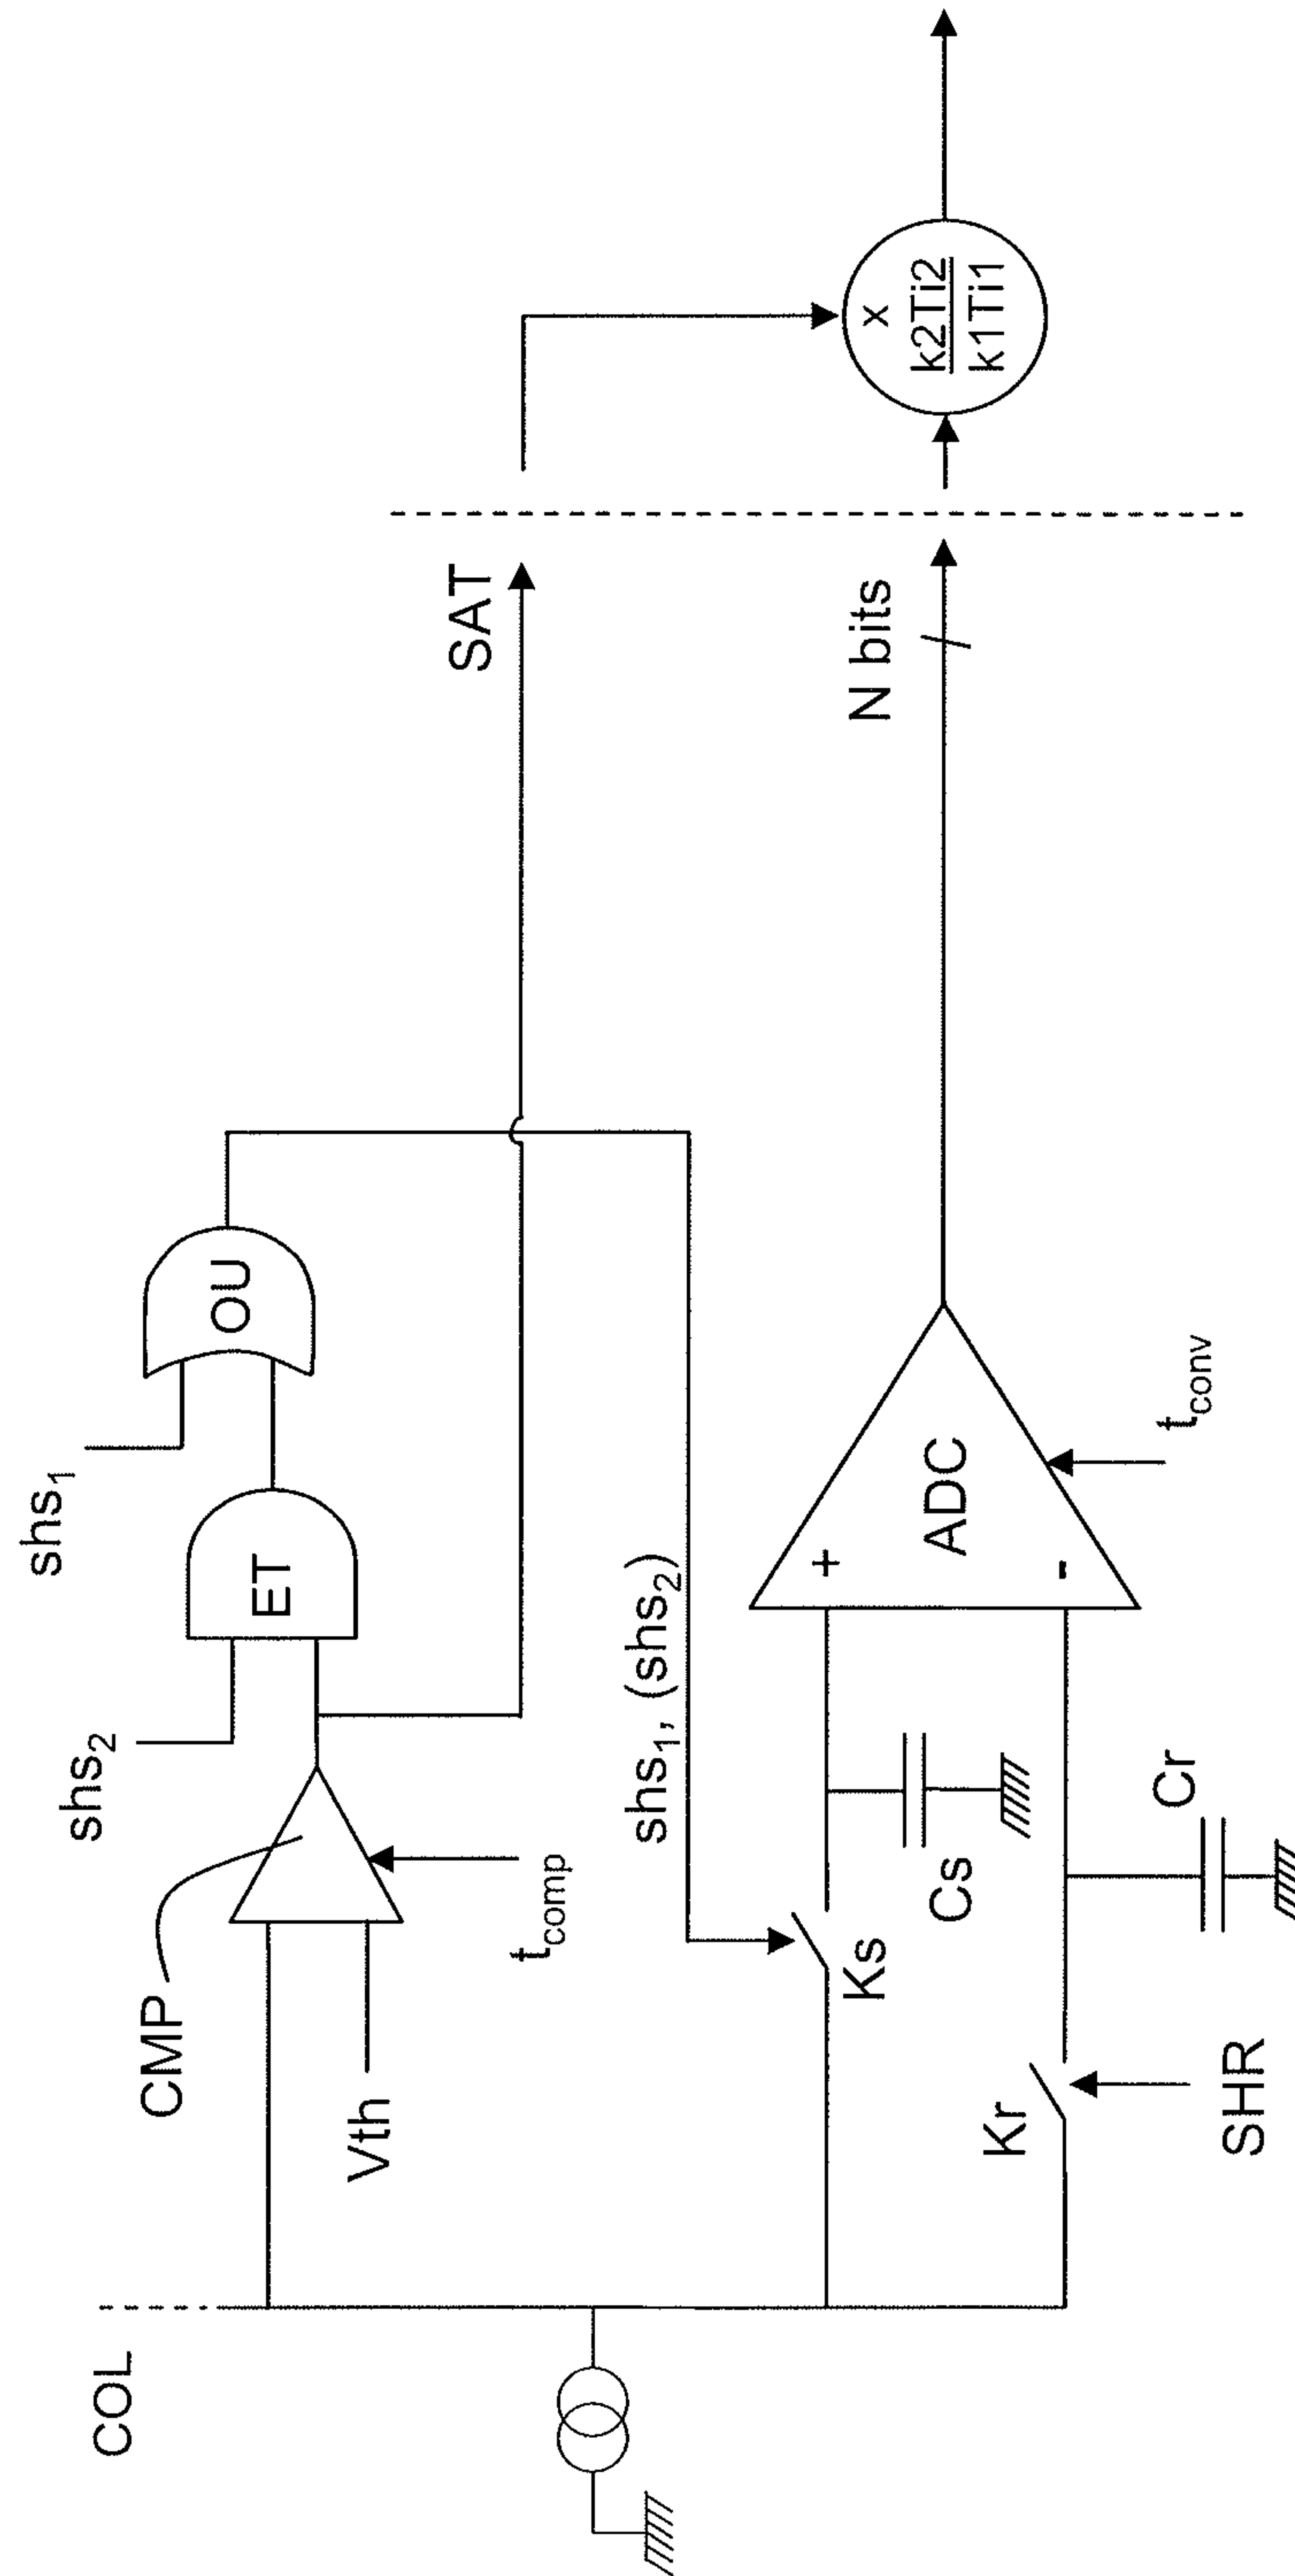 COL
CMP
Vth
t_comp
shs₂
ET
shs₁
OU
SAT
shs₁, (shs₂)
Ks
Cs
Kr
SHR
Cr
+
-
ADC
t_conv
N bits
x
k2Ti2
k1Ti1